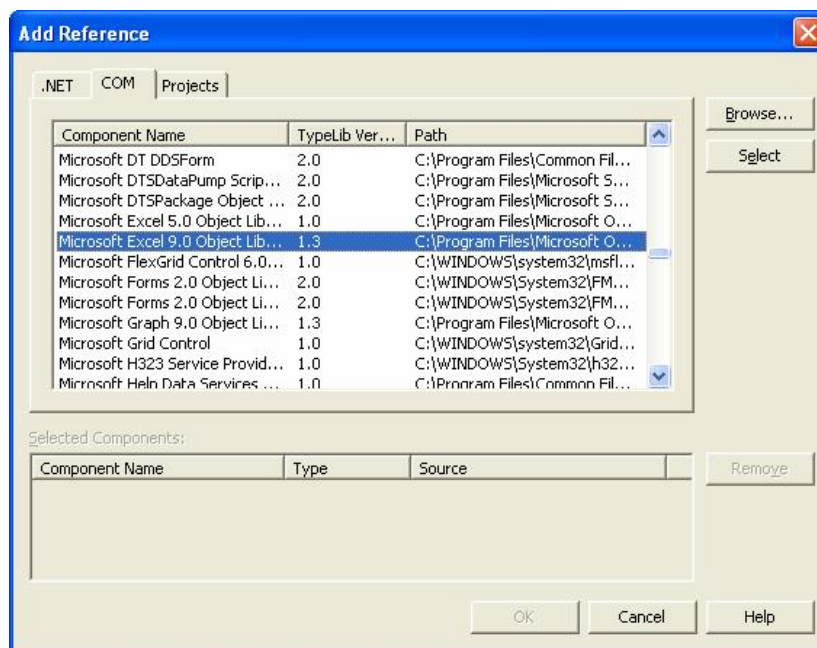 Add Reference
.NET COM Projects
Component Name TypeLib Ver... Path
Microsoft DT DDSForm 2.0 C:\Program Files\Common Fil...
Microsoft DTSDataPump Scrip... 2.0 C:\Program Files\Microsoft S...
Microsoft DTSPackage Object ... 2.0 C:\Program Files\Microsoft S...
Microsoft Excel 5.0 Object Lib... 1.0 C:\Program Files\Microsoft O...
Microsoft Excel 9.0 Object Lib... 1.3 C:\Program Files\Microsoft O...
Microsoft FlexGrid Control 6.0... 1.0 C:\WINDOWS\system32\msfl...
Microsoft Forms 2.0 Object Li... 2.0 C:\WINDOWS\System32\FM...
Microsoft Forms 2.0 Object Li... 2.0 C:\WINDOWS\System32\FM...
Microsoft Graph 9.0 Object Li... 1.3 C:\Program Files\Microsoft O...
Microsoft Grid Control 1.0 C:\WINDOWS\system32\Grid...
Microsoft H323 Service Provid... 1.0 C:\WINDOWS\System32\h32...
Microsoft Help Data Services ... 1.0 C:\Program Files\Common Fil...
Browse...
Select
Selected Components:
Component Name Type Source
Remove
OK Cancel Help